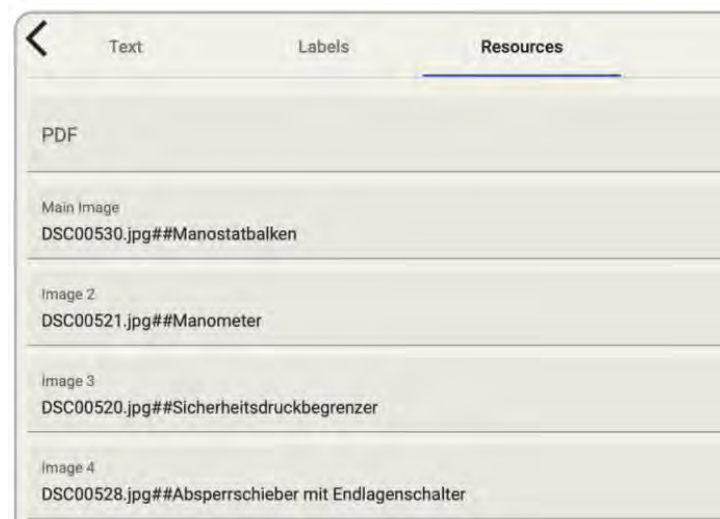 Text Labels Resources
PDF
Main Image
DSC00530.jpg##Manostatbalken
Image 2
DSC00521.jpg##Manometer
Image 3
DSC00520.jpg##Sicherheitsdruckbegrenzer
Image 4
DSC00528.jpg##Absperrschieber mit Endlagenschalter